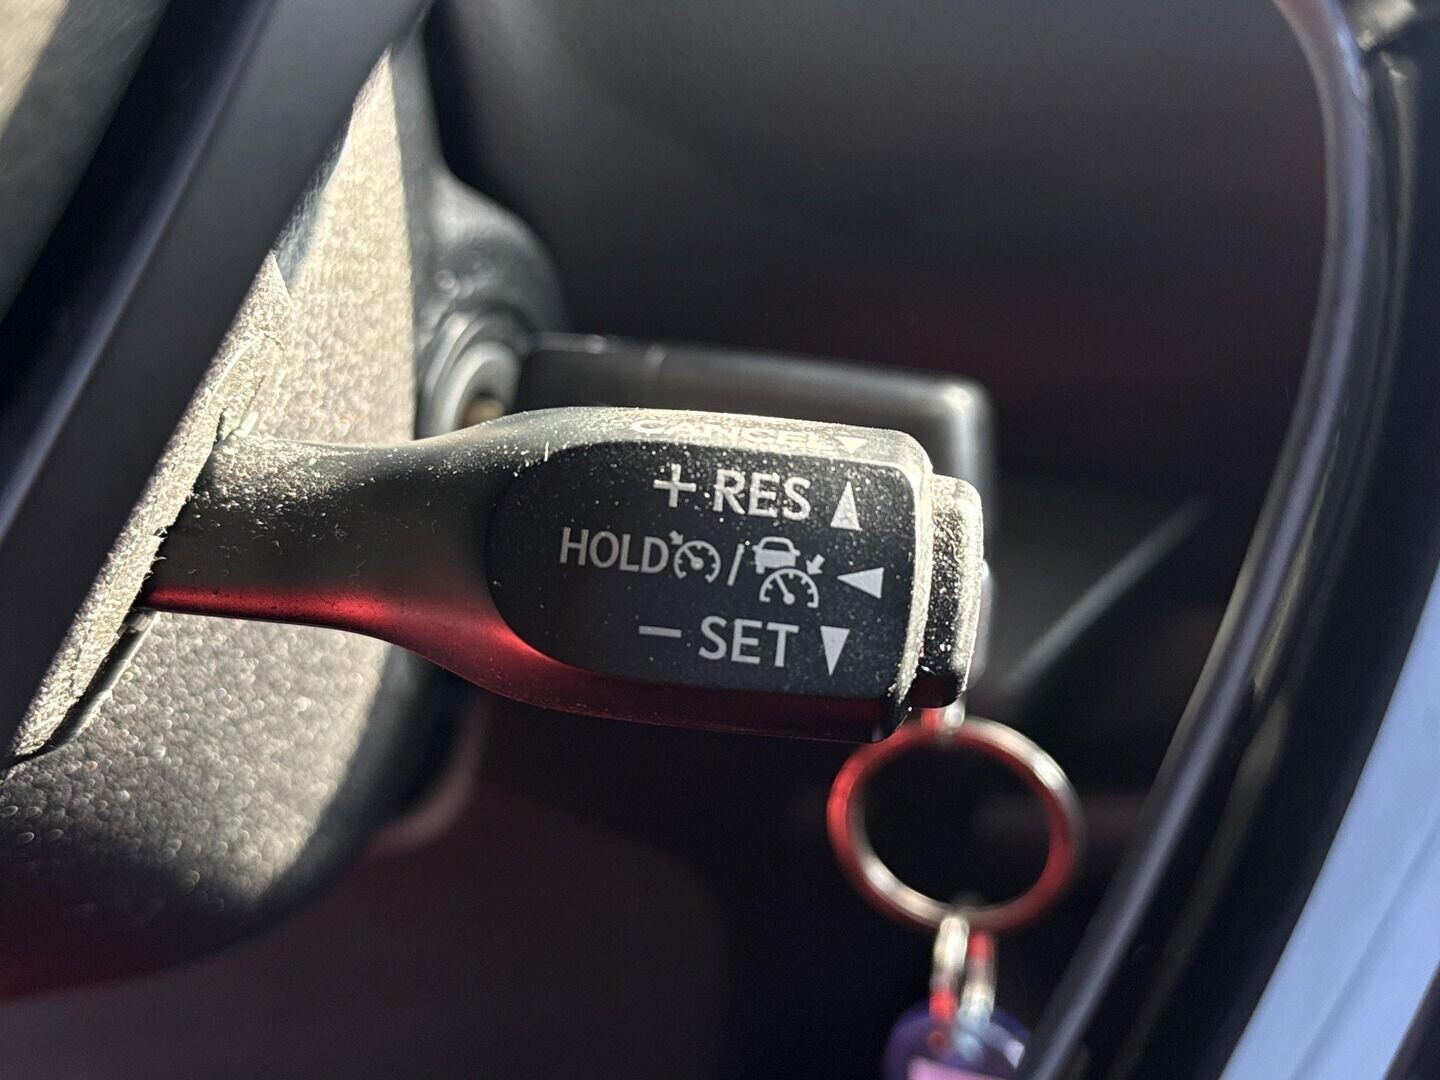 CANCEL ▼
+ RES ▲
HOLD / ◀
– SET ▼